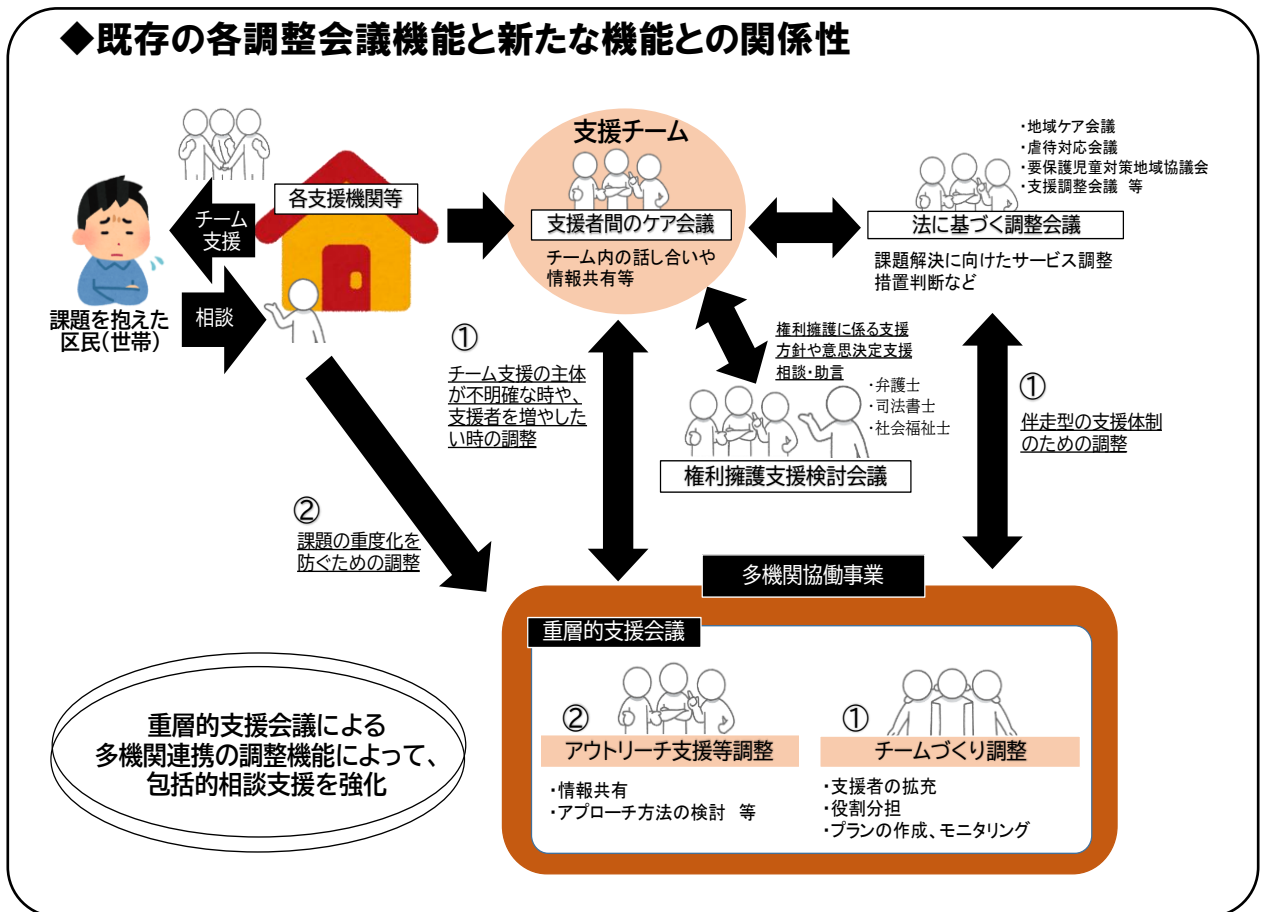 ◆既存の各調整会議機能と新たな機能との関係性
チーム
支援
相談
課題を抱えた
区民(世帯)
各支援機関等
支援チーム
支援者間のケア会議
チーム内の話し合いや
情報共有等
・地域ケア会議
・虐待対応会議
・要保護児童対策地域協議会
・支援調整会議 等
法に基づく調整会議
課題解決に向けたサービス調整
措置判断など
①
チーム支援の主体
が不明確な時や、
支援者を増やした
い時の調整
権利擁護に係る支援
方針や意思決定支援
相談・助言
・弁護士
・司法書士
・社会福祉士
権利擁護支援検討会議
①
伴走型の支援体制
のための調整
②
課題の重度化を
防ぐための調整
多機関協働事業
重層的支援会議
②
アウトリーチ支援等調整
・情報共有
・アプローチ方法の検討 等
①
チームづくり調整
・支援者の拡充
・役割分担
・プランの作成、モニタリング
重層的支援会議による
多機関連携の調整機能によって、
包括的相談支援を強化